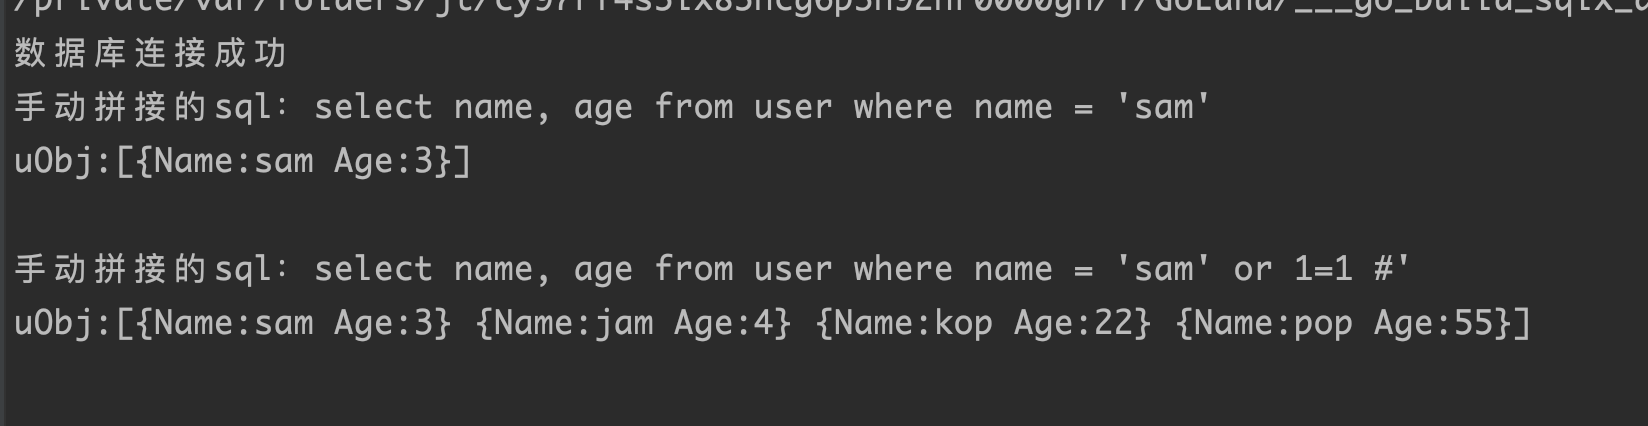 数据库连接成功
手动拼接的sql: select name, age from user where name = 'sam'
uObj:[{Name:sam Age:3}]
手动拼接的sql: select name, age from user where name = 'sam' or 1=1 #'
uObj:[{Name:sam Age:3} {Name:jam Age:4} {Name:kop Age:22} {Name:pop Age:55}]